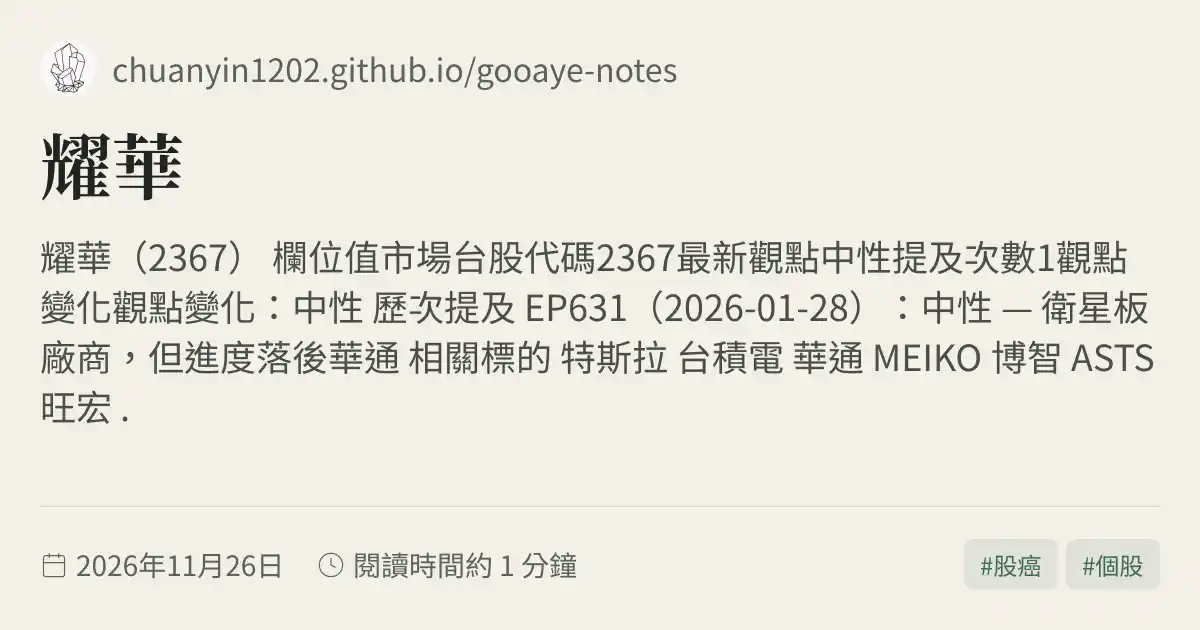 chuanyin1202.github.io/gooaye-notes
耀華
耀華（2367） 欄位值市場台股代碼2367最新觀點中性提及次數1觀點
變化觀點變化：中性 歷次提及 EP631（2026-01-28）：中性 — 衛星板
廠商，但進度落後華通 相關標的 特斯拉 台積電 華通 MEIKO 博智 ASTS
旺宏 .
2026年11月26日 閱讀時間約 1 分鐘 #股癌 #個股